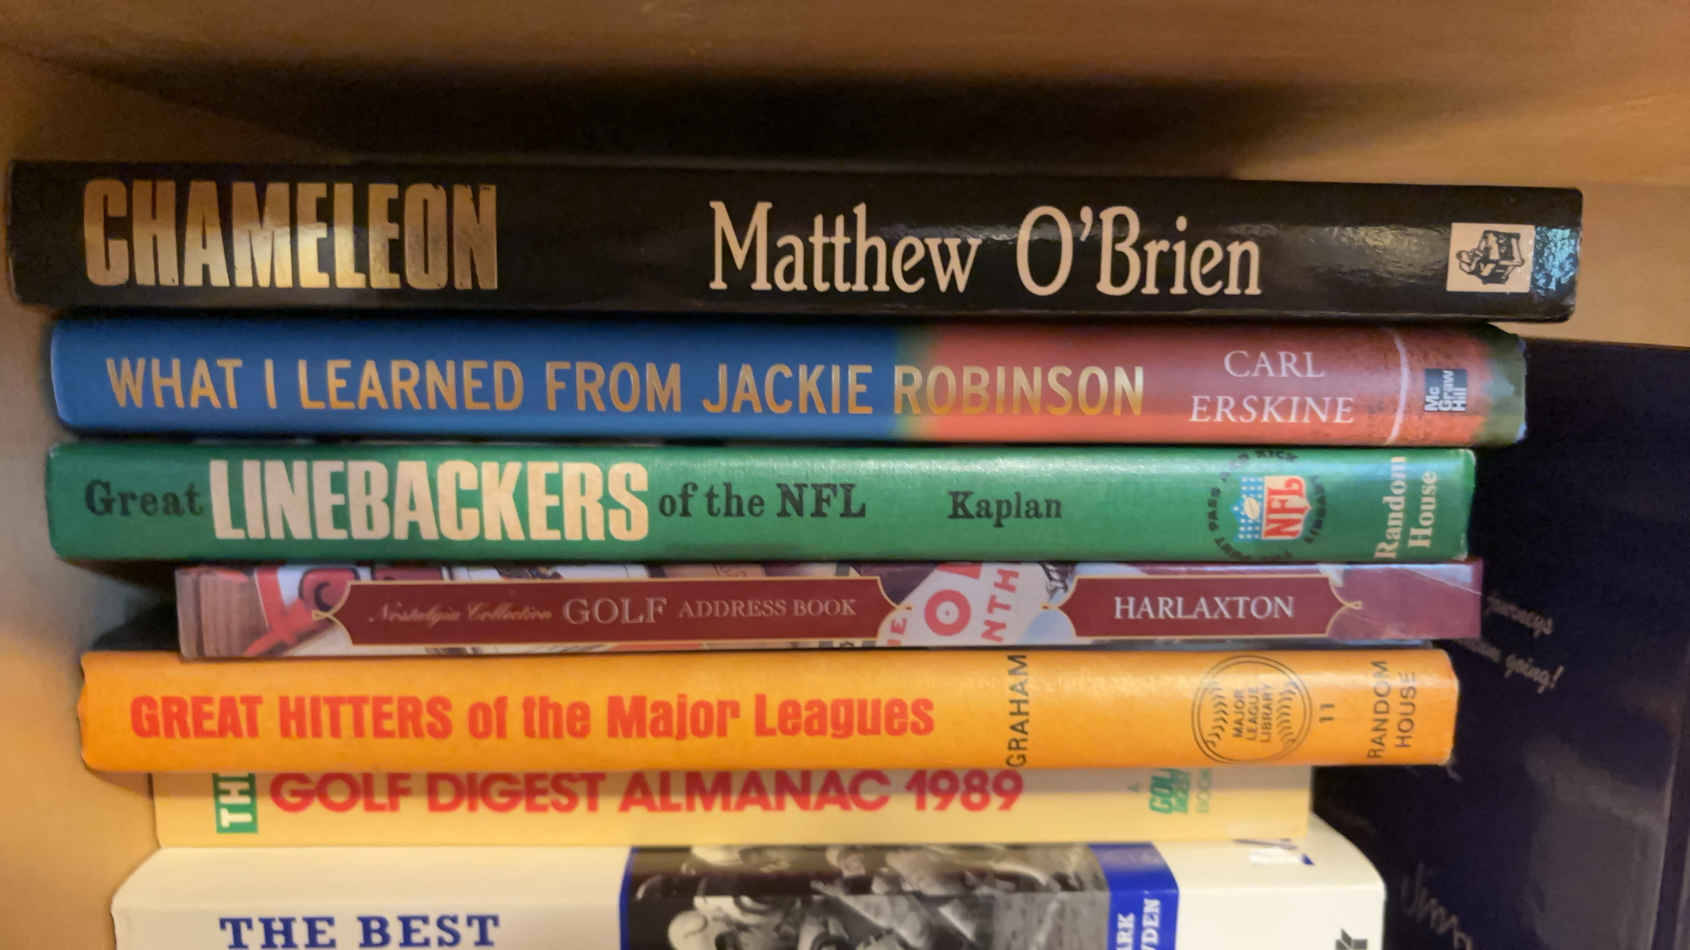 CHAMELEON Matthew O'Brien
WHAT I LEARNED FROM JACKIE ROBINSON
CARL
ERSKINE
Mc
Graw
Hill
Great LINEBACKERS of the NFL Kaplan
NFL
Random
House
Nostalgia Collection GOLF ADDRESS BOOK HARLAXTON
GREAT HITTERS of the Major Leagues
GRAHAM
MAJOR
LEAGUE
LIBRARY
11
RANDOM
HOUSE
GOLF DIGEST ALMANAC 1989
A
THE BEST
going!